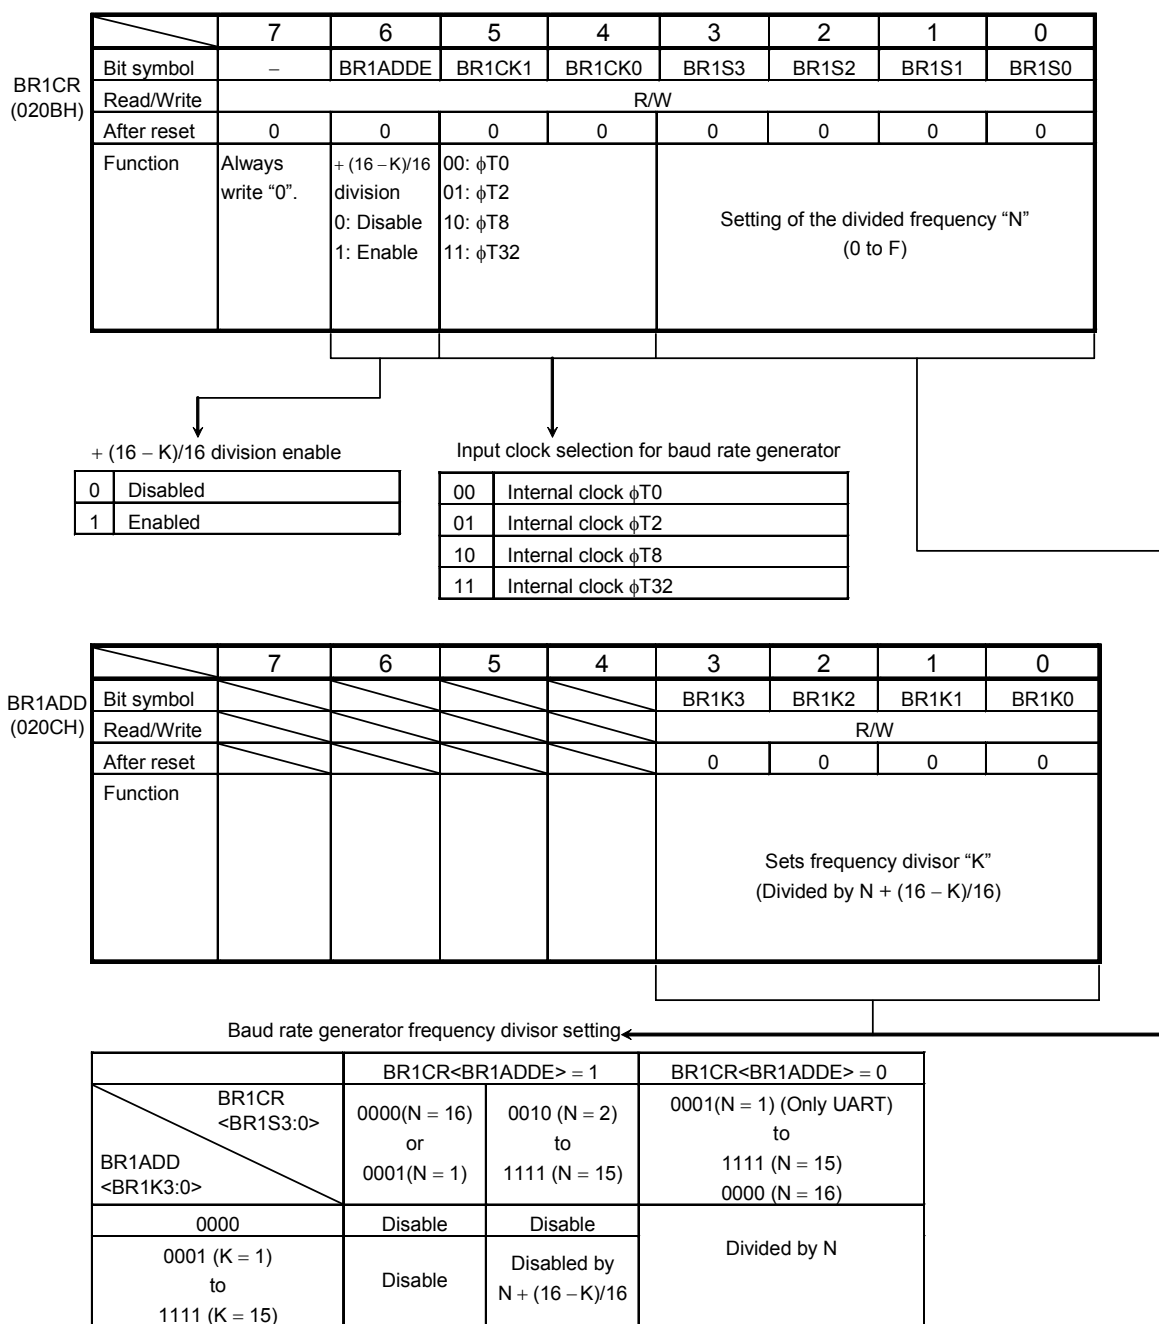 7 6 5 4 3 2 1 0
BR1CR
(020BH)
Bit symbol – BR1ADDE BR1CK1 BR1CK0 BR1S3 BR1S2 BR1S1 BR1S0
Read/Write R/W
After reset 0 0 0 0 0 0 0 0
Function Always + (16 – K)/16 00: ϕT0
write “0”. division 01: ϕT2
0: Disable 10: ϕT8 Setting of the divided frequency “N”
1: Enable 11: ϕT32 (0 to F)
+ (16 – K)/16 division enable
0 Disabled
1 Enabled
Input clock selection for baud rate generator
00 Internal clock ϕT0
01 Internal clock ϕT2
10 Internal clock ϕT8
11 Internal clock ϕT32
7 6 5 4 3 2 1 0
BR1ADD
(020CH)
Bit symbol BR1K3 BR1K2 BR1K1 BR1K0
Read/Write R/W
After reset 0 0 0 0
Function
Sets frequency divisor “K”
(Divided by N + (16 – K)/16)
Baud rate generator frequency divisor setting
BR1CR<BR1ADDE> = 1 BR1CR<BR1ADDE> = 0
BR1CR
<BR1S3:0>
BR1ADD
<BR1K3:0>
0000(N = 16)
or
0001(N = 1)
0010 (N = 2)
to
1111 (N = 15)
0001(N = 1) (Only UART)
to
1111 (N = 15)
0000 (N = 16)
0000 Disable Disable
Divided by N
0001 (K = 1)
to
1111 (K = 15)
Disable
Disabled by
N + (16 – K)/16